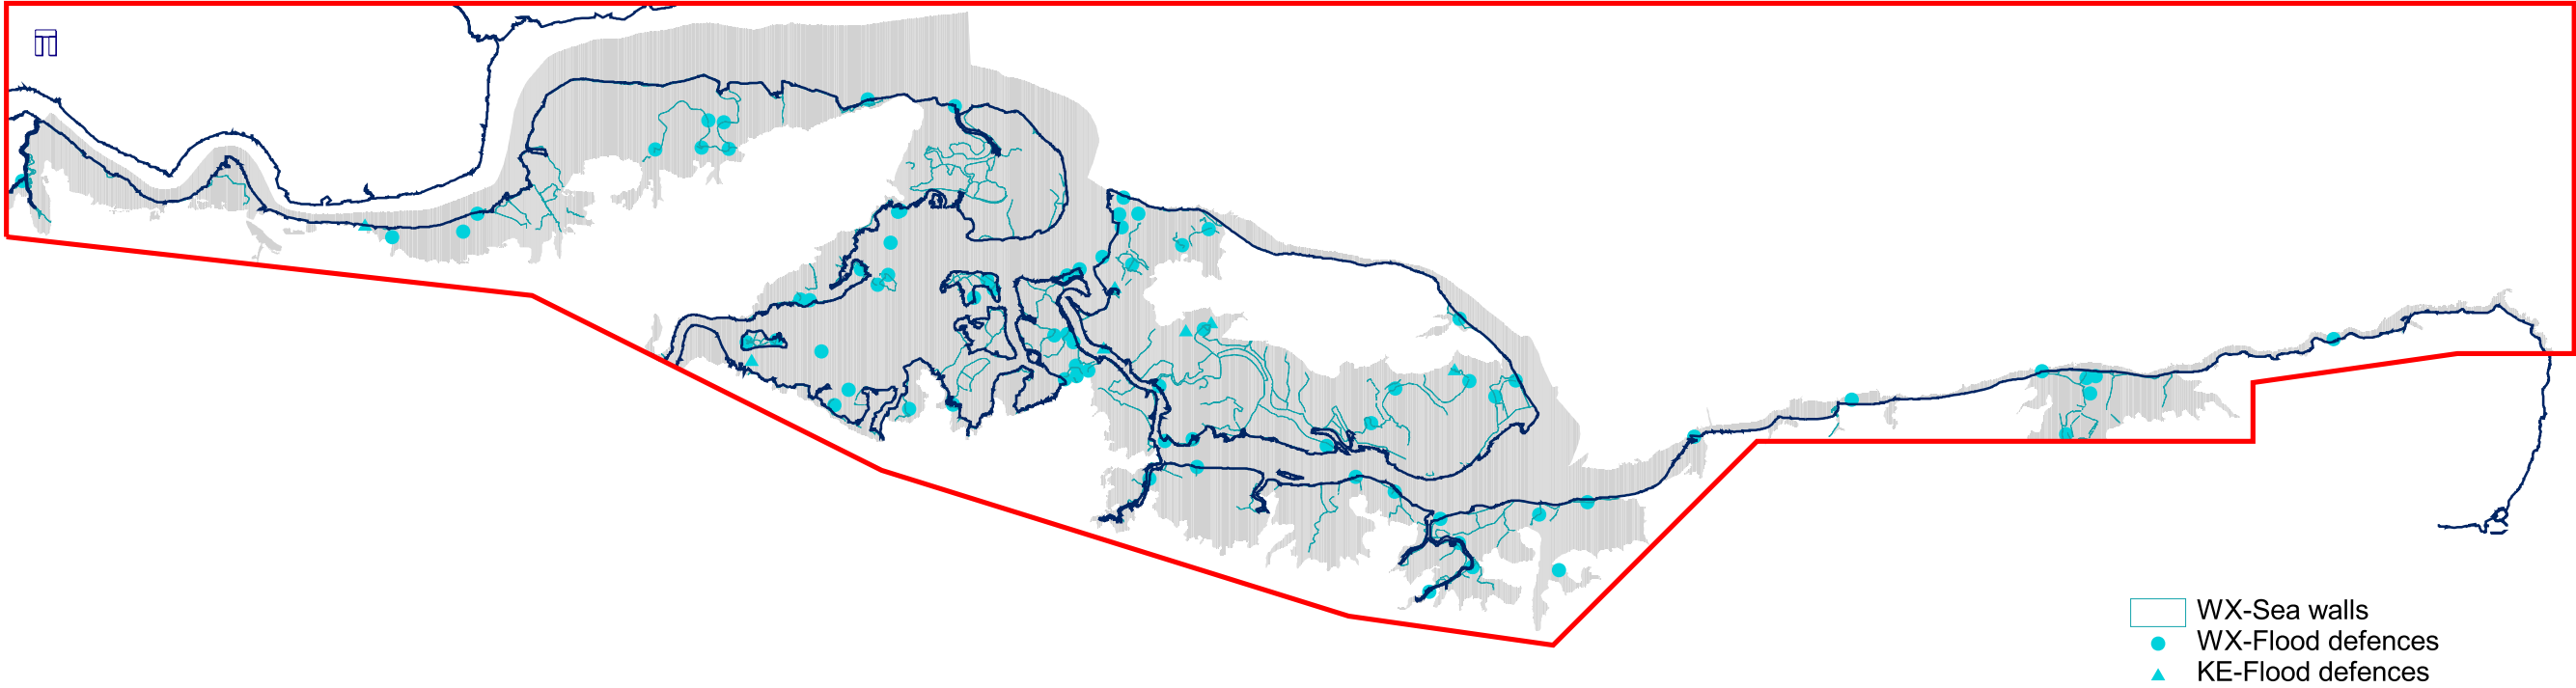 WX-Sea walls
WX-Flood defences
KE-Flood defences